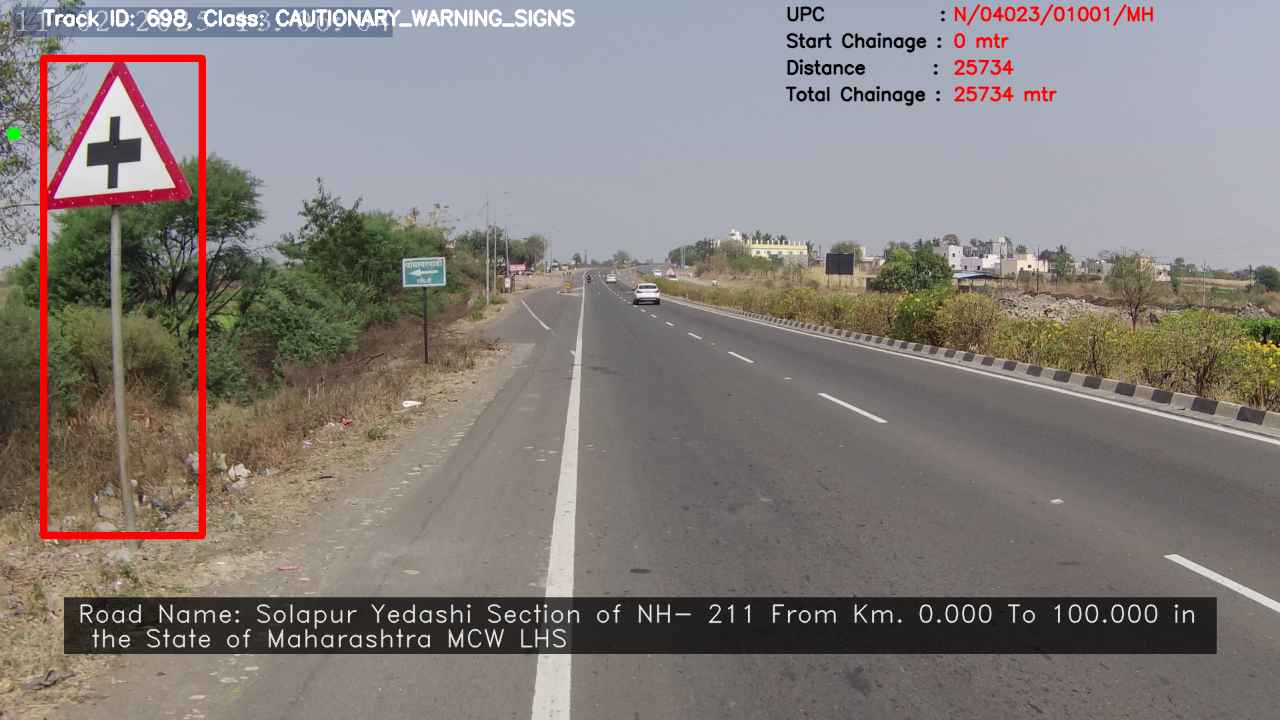 Track ID: 698, Class: CAUTIONARY_WARNING_SIGNS
UPC : N/04023/01001/MH
Start Chainage : 0 mtr
Distance : 25734
Total Chainage : 25734 mtr
Road Name: Solapur Yedashi Section of NH- 211 From Km. 0.000 To 100.000 in
the State of Maharashtra MCW LHS